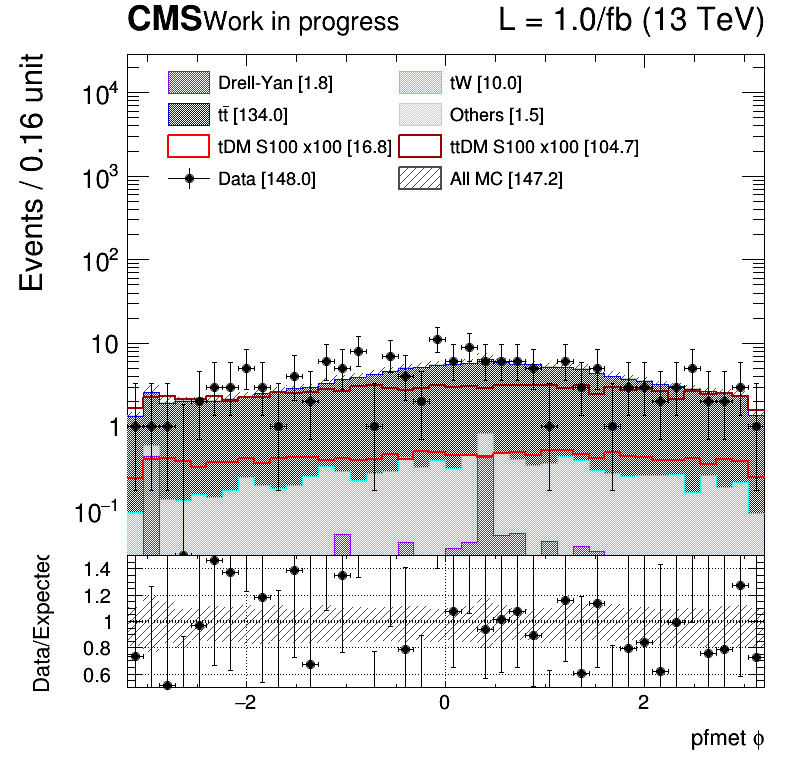 CMS Work in progress L = 1.0/fb (13 TeV)
Events / 0.16 unit
Drell-Yan [1.8] tW [10.0]
tt̄ [134.0] Others [1.5]
tDM S100 x100 [16.8] ttDM S100 x100 [104.7]
Data [148.0] All MC [147.2]
10⁴
10³
10²
10
1
10⁻¹
Data/Expected
1.4
1.2
1
0.8
0.6
−2 0 2
pfmet ϕ